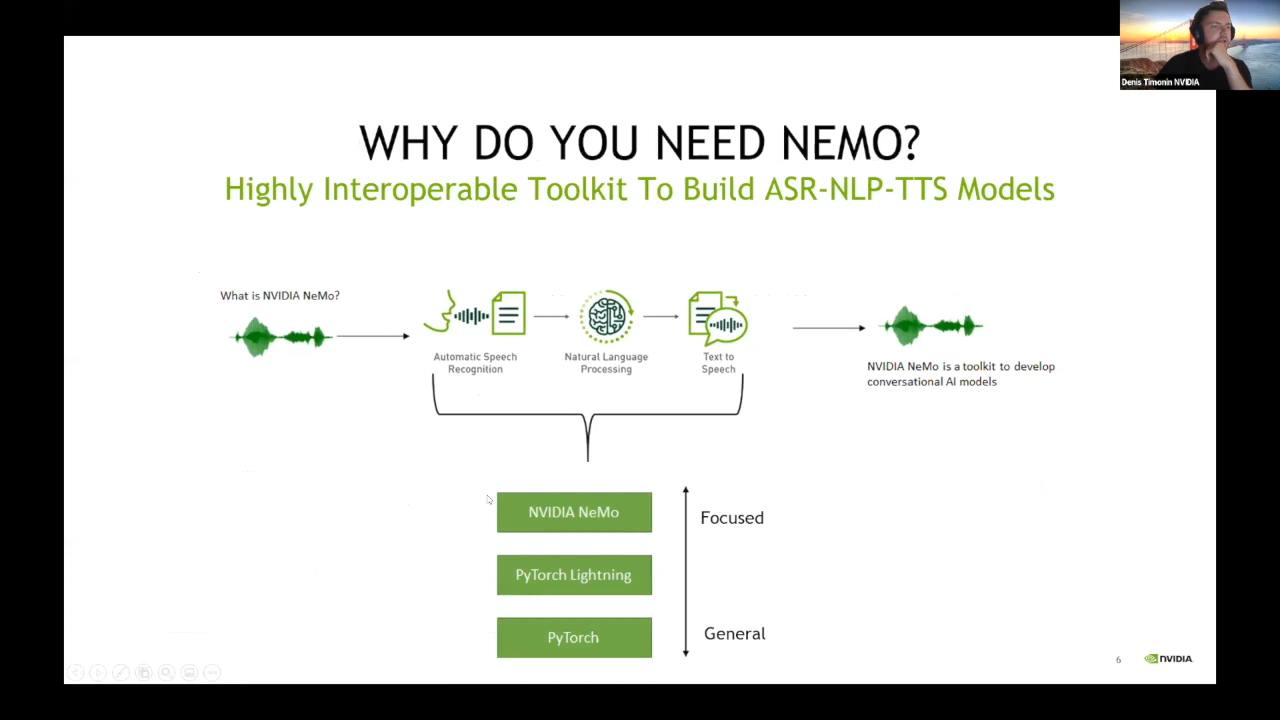 Denis Timonin NVIDIA
WHY DO YOU NEED NEMO?
Highly Interoperable Toolkit To Build ASR-NLP-TTS Models
What is NVIDIA NeMo?
Automatic Speech
Recognition
Natural Language
Processing
Text to
Speech
NVIDIA NeMo is a toolkit to develop
conversational AI models
NVIDIA NeMo
Focused
PyTorch Lightning
PyTorch
General
6
NVIDIA